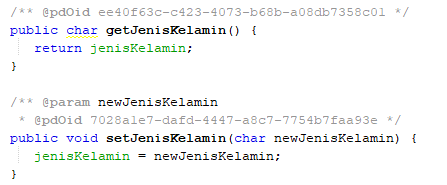 /** @pdOid ee40f63c-c423-4073-b68b-a08db7358c01 */
public char getJenisKelamin() {
return jenisKelamin;
}
/** @param newJenisKelamin
* @pdOid 7028a1e7-dafd-4447-a8c7-7754b7faa93e */
public void setJenisKelamin(char newJenisKelamin) {
jenisKelamin = newJenisKelamin;
}